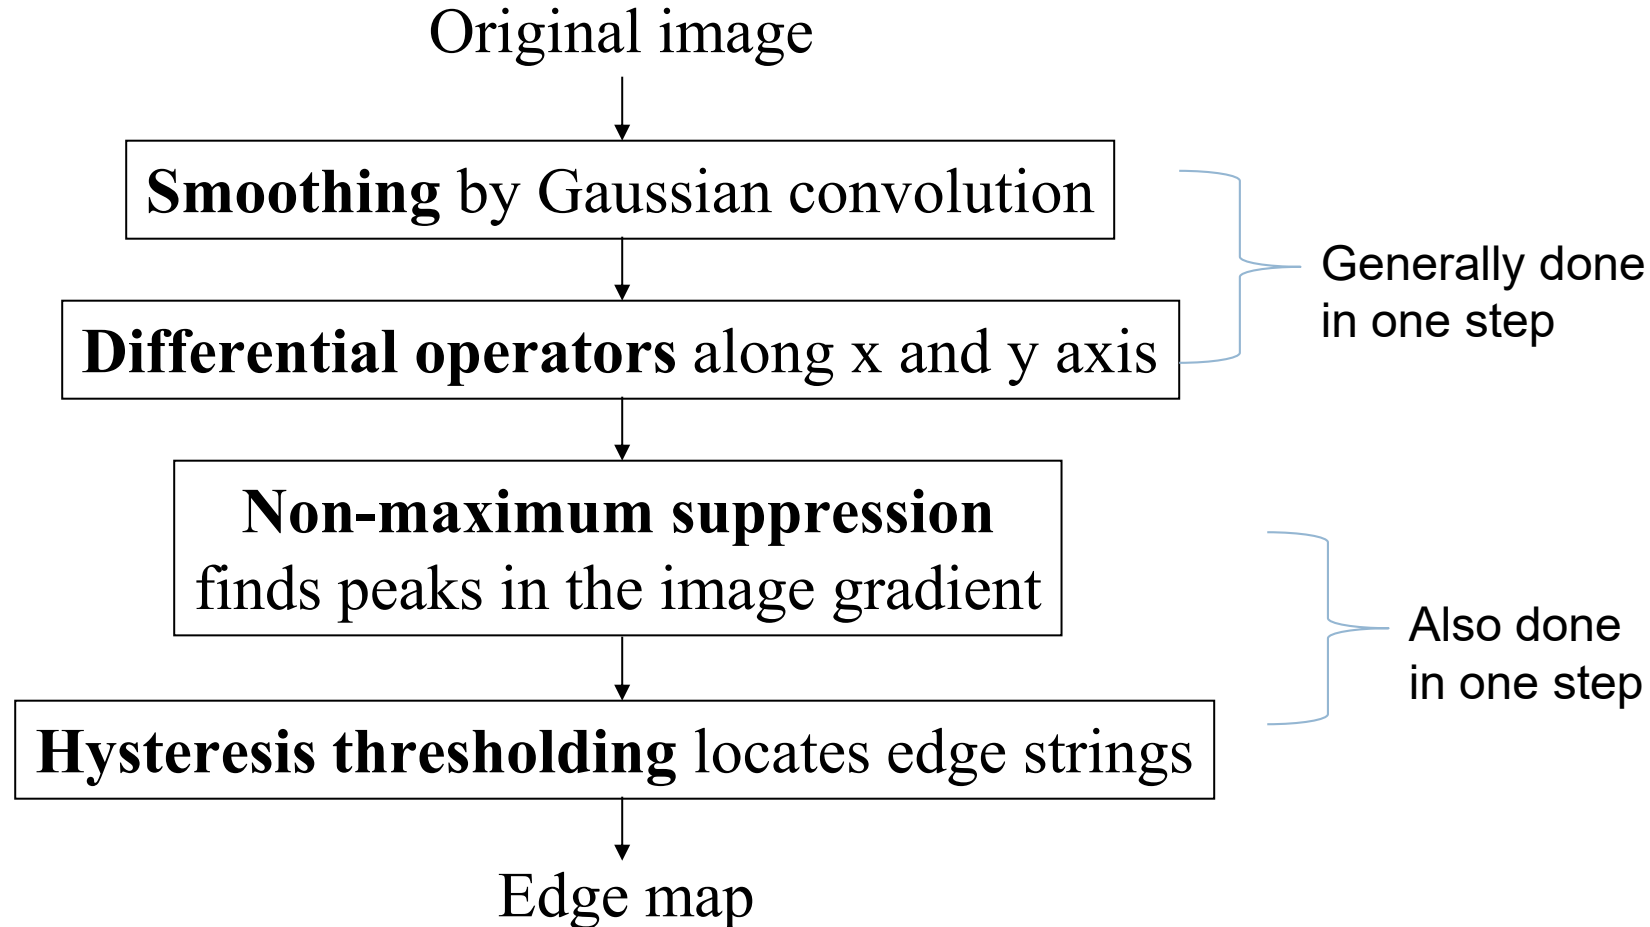 Original image
Smoothing by Gaussian convolution
Generally done
in one step
Differential operators along x and y axis
Non-maximum suppression
finds peaks in the image gradient
Also done
in one step
Hysteresis thresholding locates edge strings
Edge map